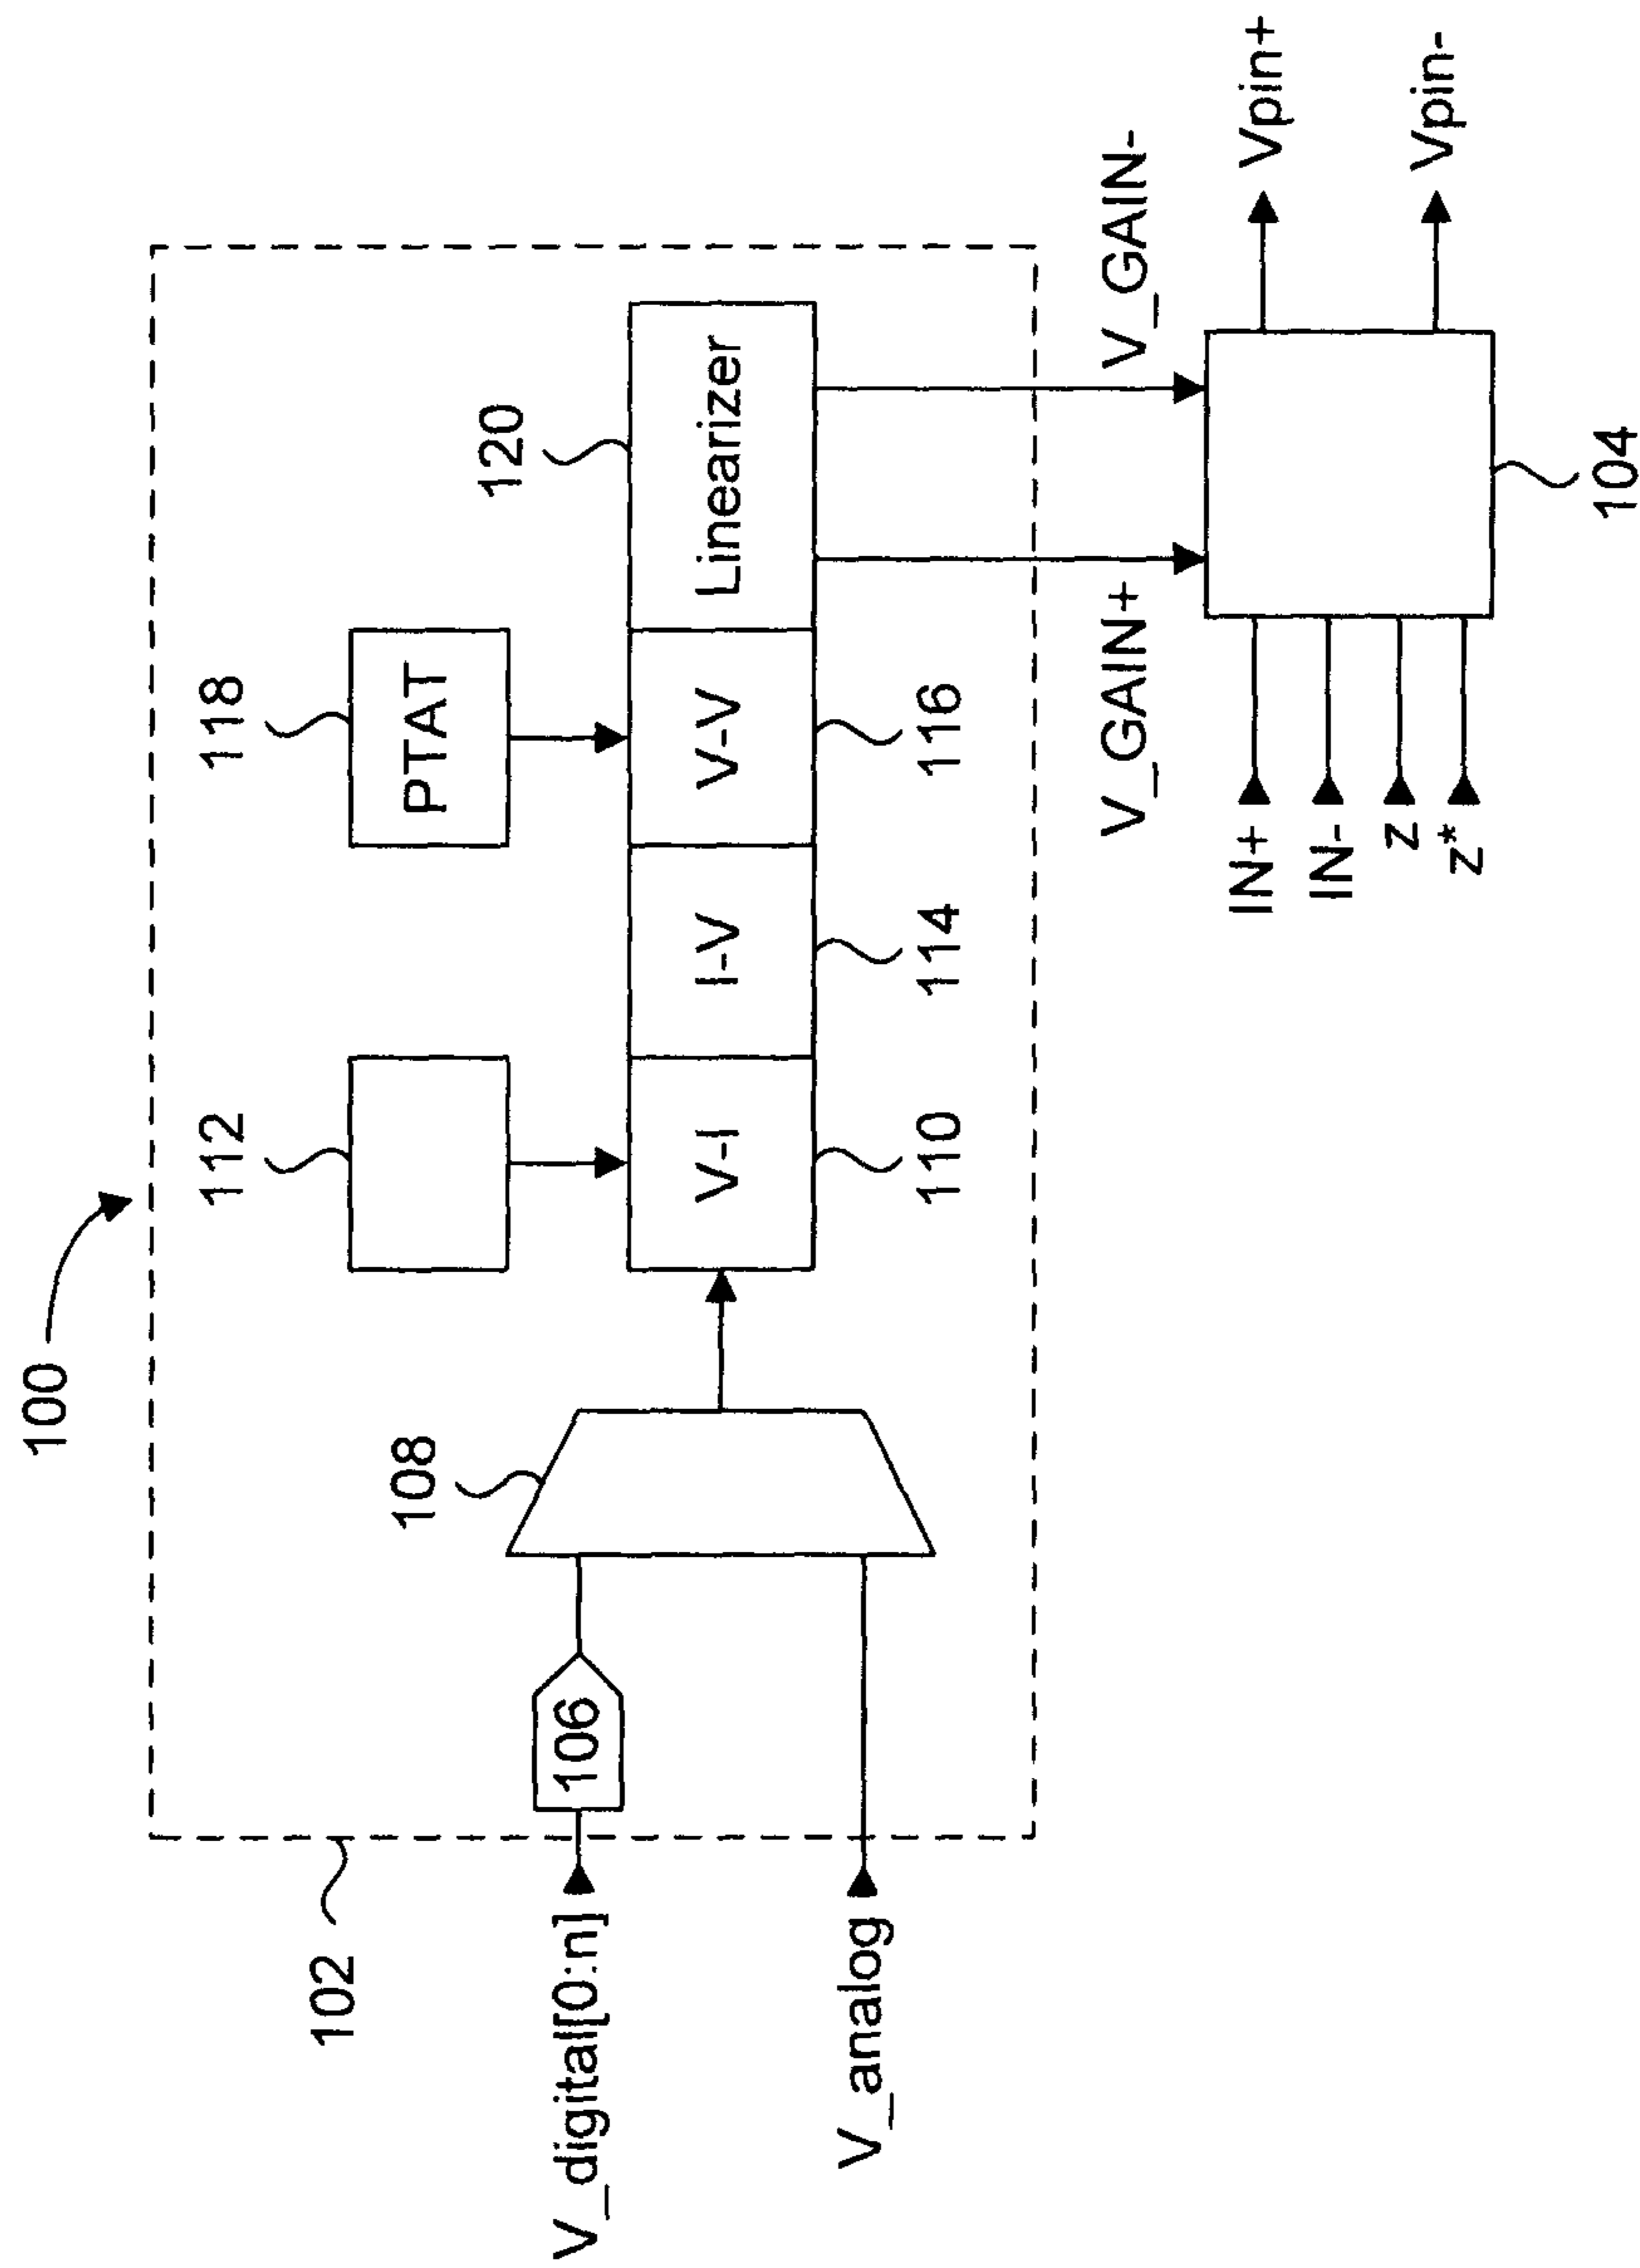 100
102
112
118
PTAT
120
108
V_digital[0:n]
106
V-I
I-V
V-V
Linearizer
V_analog
110
114
116
V_GAIN+
V_GAIN-
IN+
IN-
z
z*
Vpin+
Vpin-
104